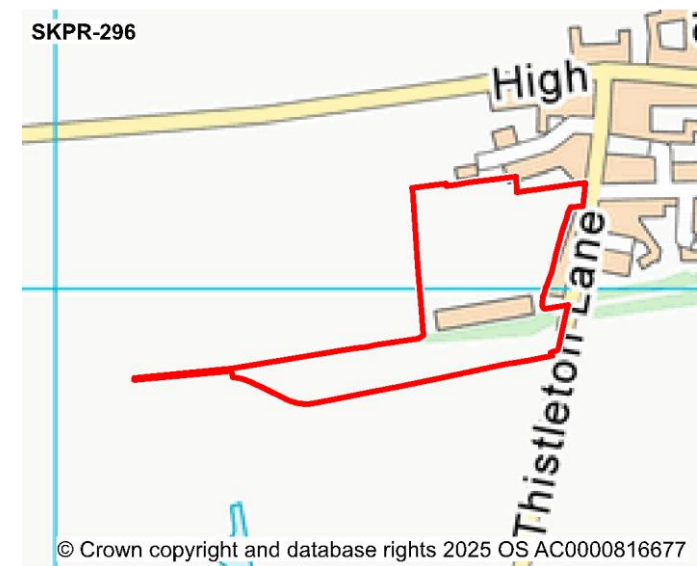 SKPR-296
High
Thistleton Lane
© Crown copyright and database rights 2025 OS AC0000816677